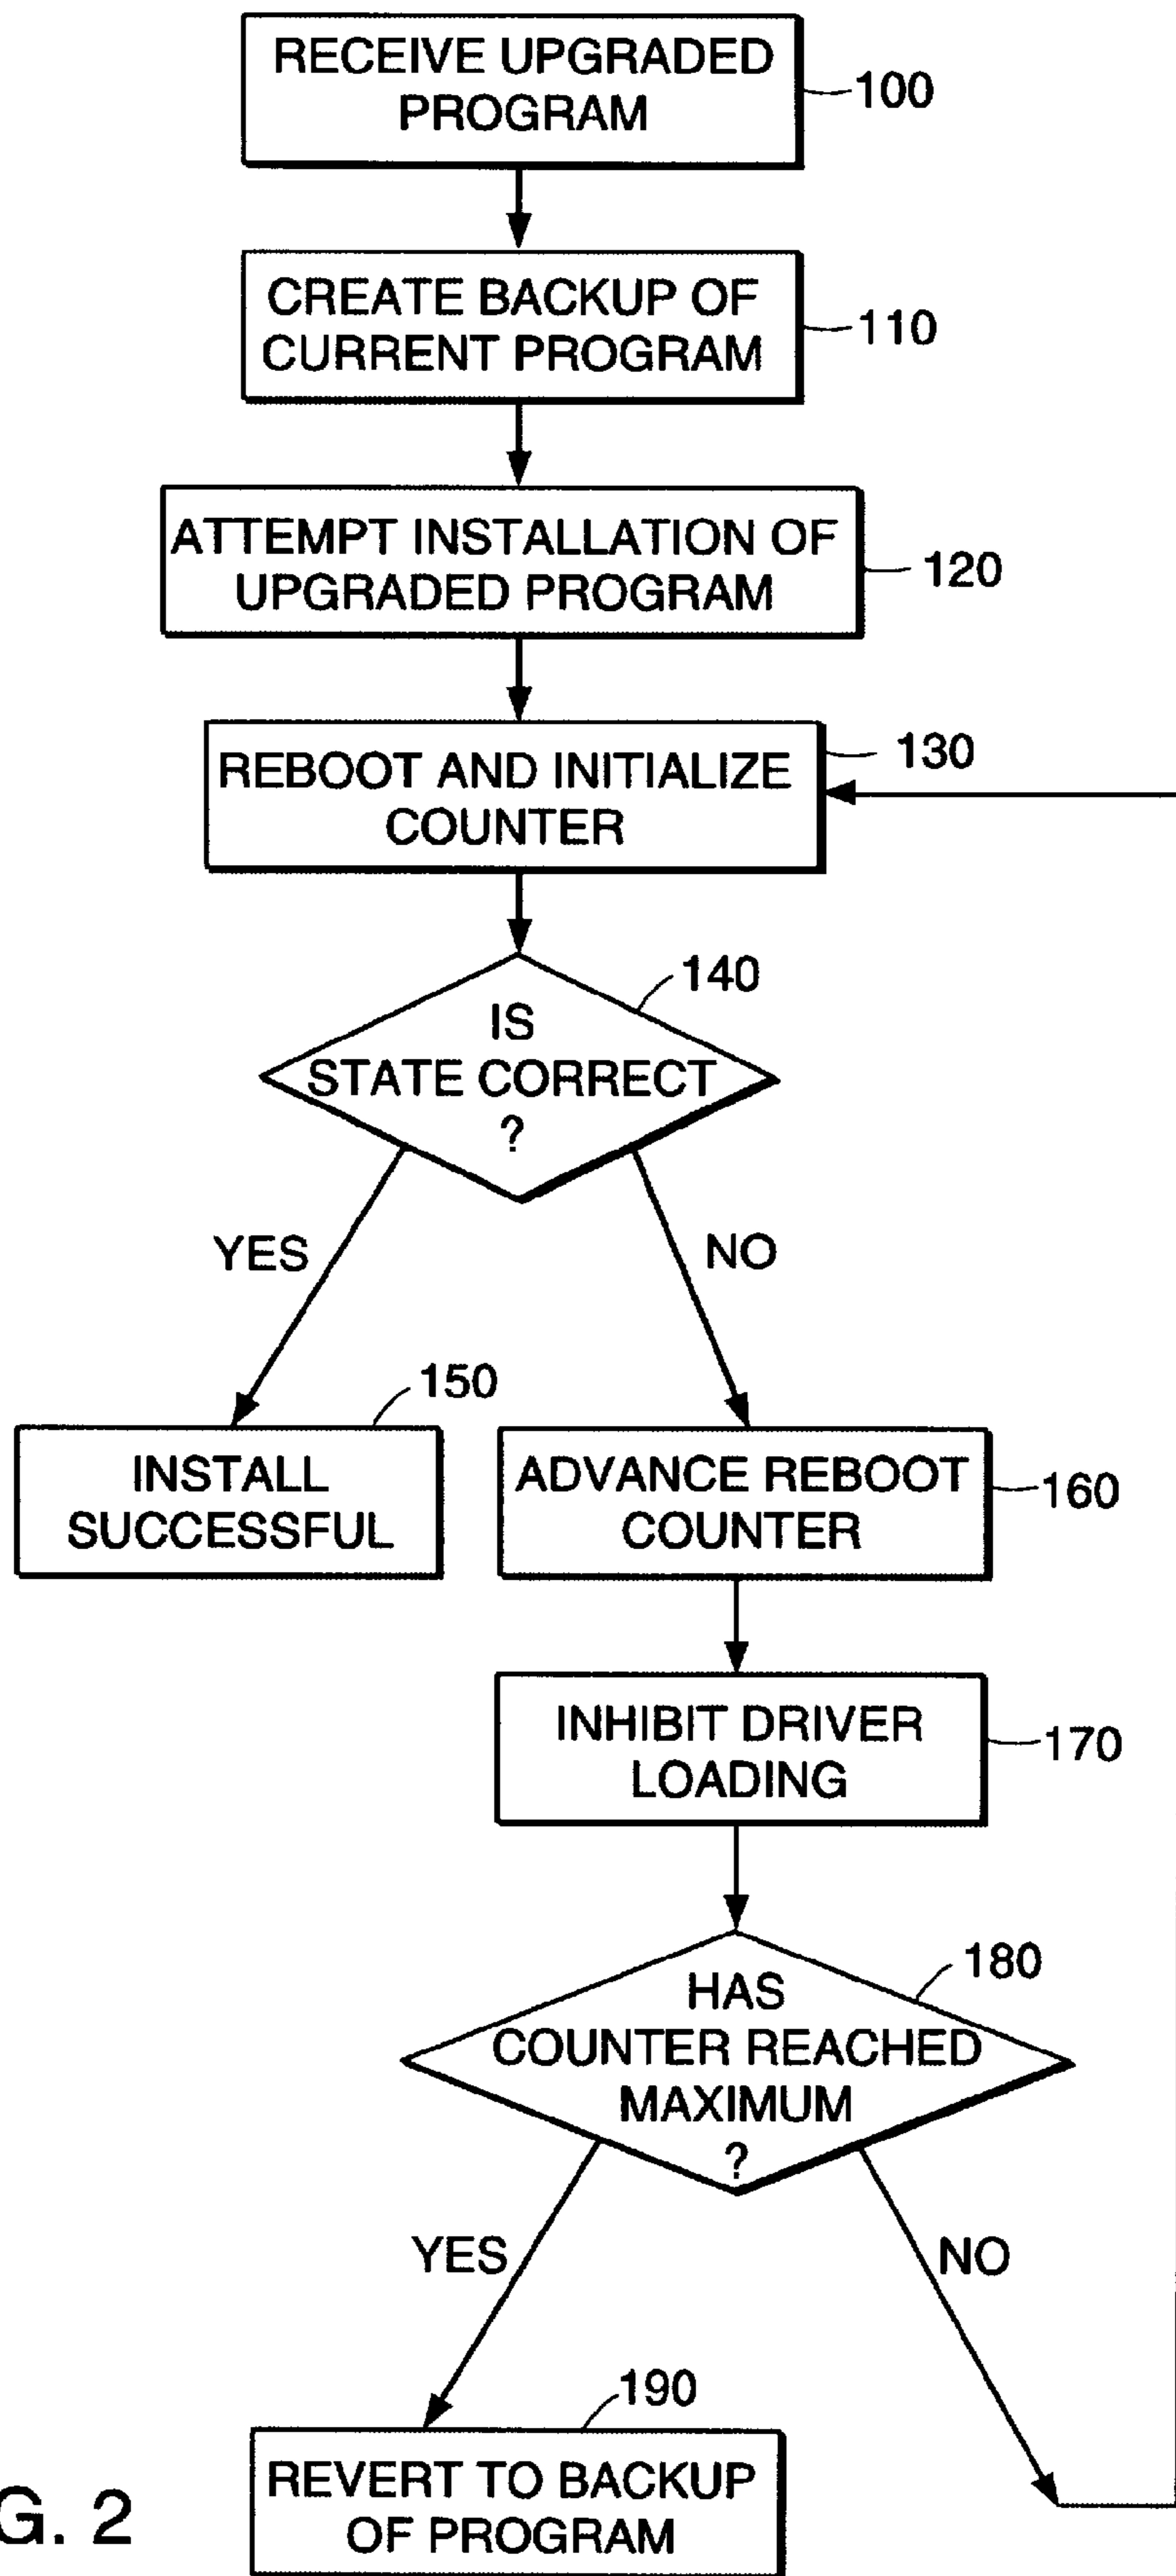 RECEIVE UPGRADED
PROGRAM
100
CREATE BACKUP OF
CURRENT PROGRAM
110
ATTEMPT INSTALLATION OF
UPGRADED PROGRAM
120
REBOOT AND INITIALIZE
COUNTER
130
IS
STATE CORRECT
?
140
YES
NO
INSTALL
SUCCESSFUL
150
ADVANCE REBOOT
COUNTER
160
INHIBIT DRIVER
LOADING
170
HAS
COUNTER REACHED
MAXIMUM
?
180
YES
NO
REVERT TO BACKUP
OF PROGRAM
190
G. 2